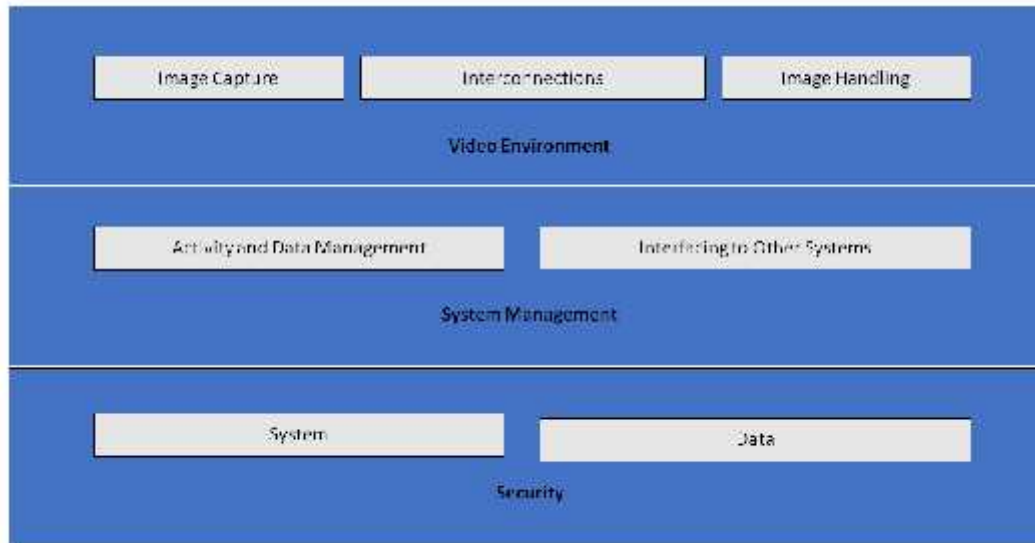 Image Capture
Interconnections
Image Handling
Video Environment
Activity and Data Management
Interfacing to Other Systems
System Management
System
Data
Security